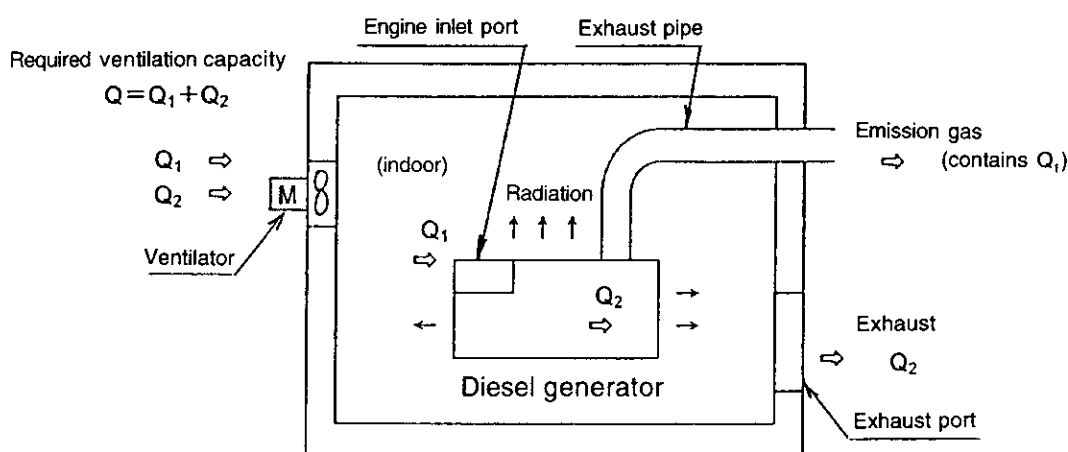 Engine inlet port
Exhaust pipe
Required ventilation capacity
Q=Q₁+Q₂
Emission gas
(contains Q₁)
Q₁ ⇨
Q₂ ⇨
M
(indoor)
Radiation
Ventilator
Q₁
Q₂
Exhaust
Q₂
Diesel generator
Exhaust port